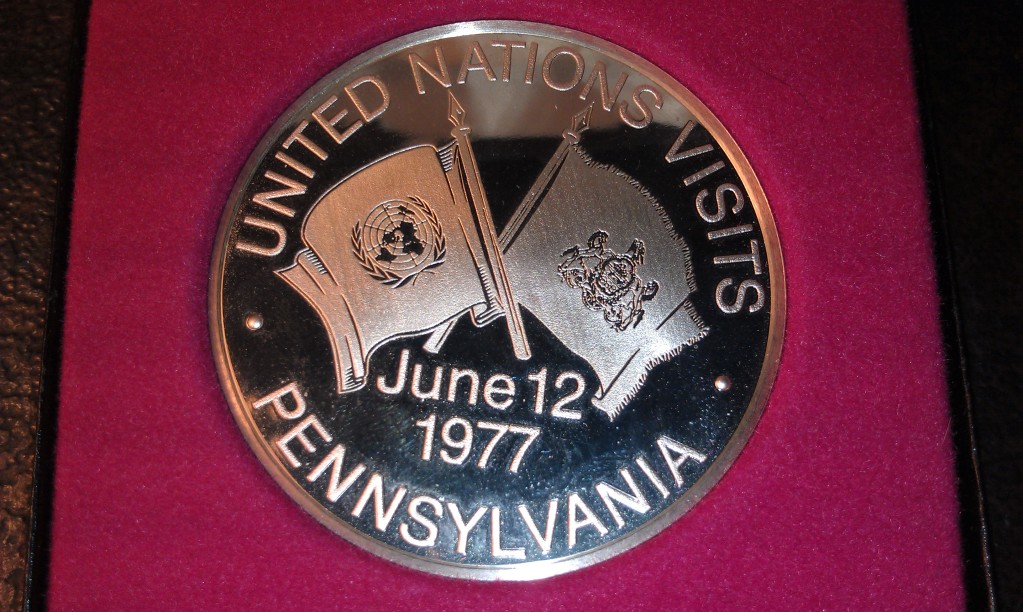 UNITED NATIONS VISITS
June 12
1977
PENNSYLVANIA